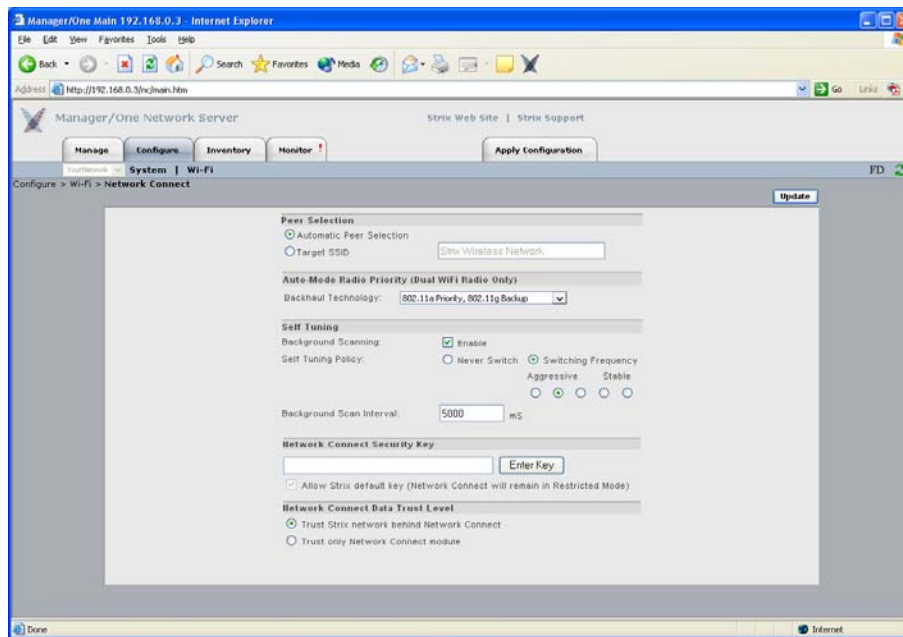 Manager/One Main 192.168.0.3 - Internet Explorer
File Edit View Favorites Tools Help
Back Search Favorites Media
Address http://192.168.0.3/nc/main.htm Go Links
Manager/One Network Server Strix Web Site | Strix Support
Manage Configure Inventory Monitor ! Apply Configuration
YourNetwork System | Wi-Fi FD
Configure > Wi-Fi > Network Connect
Update
Peer Selection
Automatic Peer Selection
Target SSID Strix Wireless Network
Auto-Mode Radio Priority (Dual WiFi Radio Only)
Backhaul Technology: 802.11a Priority, 802.11g Backup
Self Tuning
Background Scanning: Enable
Self Tuning Policy: Never Switch Switching Frequency
Aggressive Stable
Background Scan Interval: 5000 mS
Network Connect Security Key
Enter Key
Allow Strix default key (Network Connect will remain in Restricted Mode)
Network Connect Data Trust Level
Trust Strix network behind Network Connect
Trust only Network Connect module
Done Internet